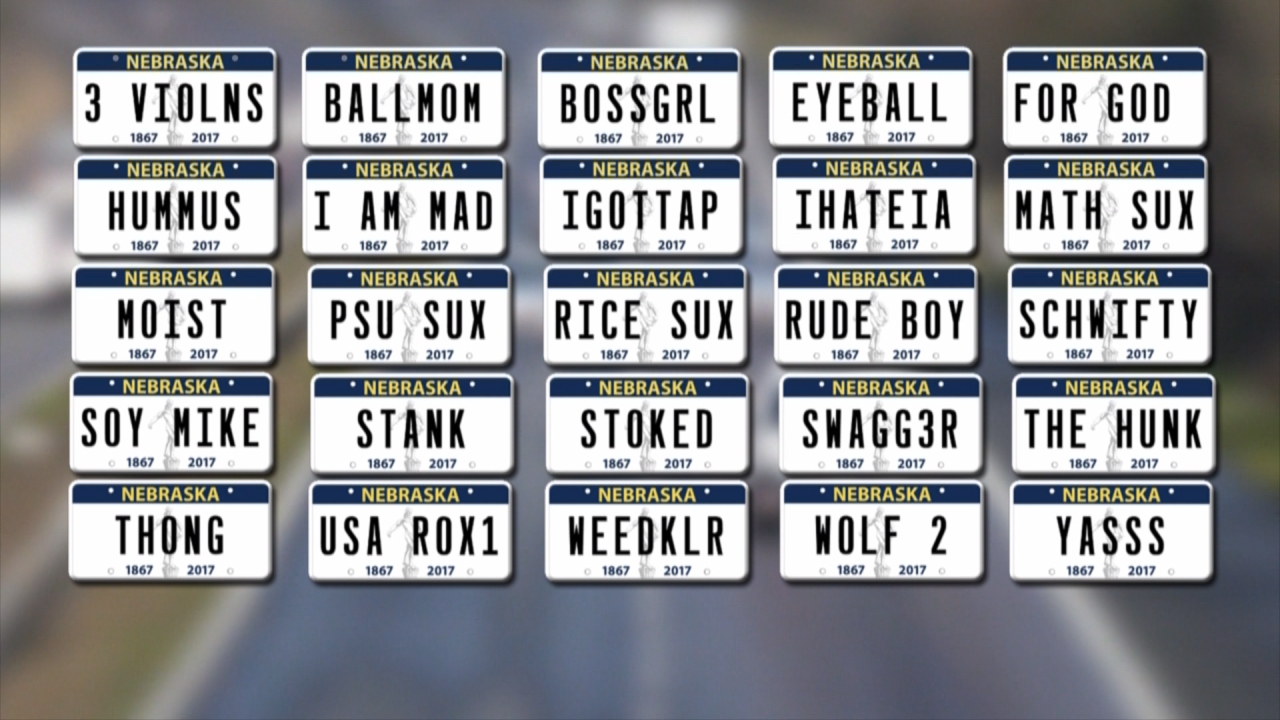 NEBRASKA NEBRASKA NEBRASKA NEBRASKA NEBRASKA
3 VIOLNS BALLMOM BOSSGRL EYEBALL FOR GOD
1867 2017 1867 2017 1867 2017 1867 2017 1867 2017
NEBRASKA NEBRASKA NEBRASKA NEBRASKA NEBRASKA
HUMMUS I AM MAD IGOTTAP IHATEIA MATH SUX
1867 2017 1867 2017 1867 2017 1867 2017 1867 2017
NEBRASKA NEBRASKA NEBRASKA NEBRASKA NEBRASKA
MOIST PSU SUX RICE SUX RUDE BOY SCHWIFTY
1867 2017 1867 2017 1867 2017 1867 2017 1867 2017
NEBRASKA NEBRASKA NEBRASKA NEBRASKA NEBRASKA
SOY MIKE STANK STOKED SWAGG3R THE HUNK
1867 2017 1867 2017 1867 2017 1867 2017 1867 2017
NEBRASKA NEBRASKA NEBRASKA NEBRASKA NEBRASKA
THONG USA ROX1 WEEDKLR WOLF 2 YASSS
1867 2017 1867 2017 1867 2017 1867 2017 1867 2017